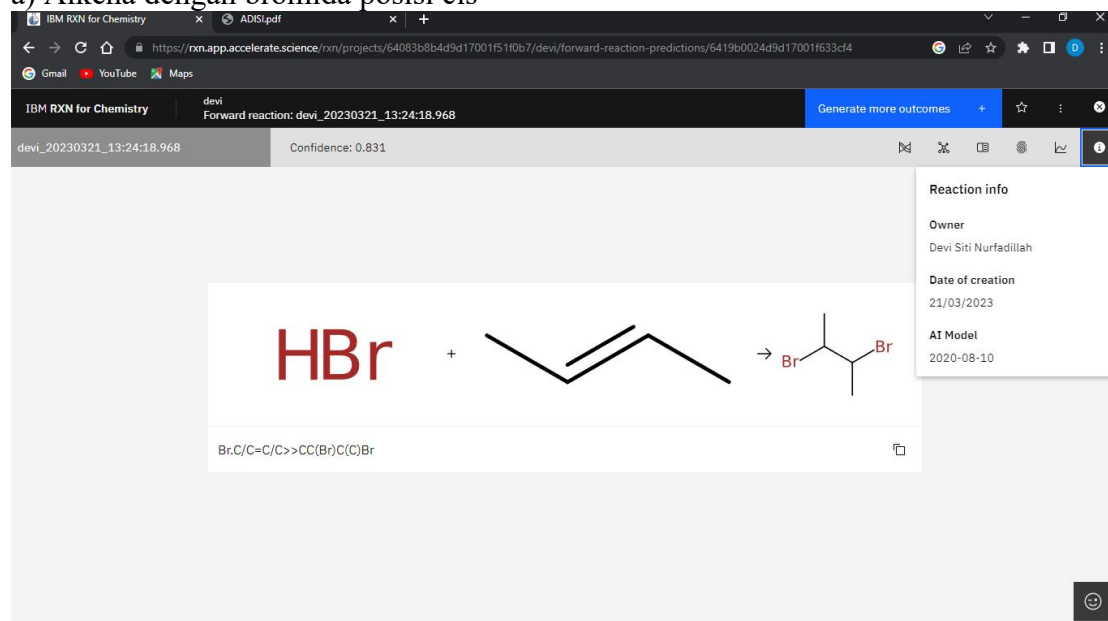 a) Alkena dengan bromida posisi cis
IBM RXN for Chemistry × ADISI.pdf × +
https://rxn.app.accelerate.science/rxn/projects/64083b8b4d9d17001f51f0b7/devi/forward-reaction-predictions/6419b0024d9d17001f633cf4 D
Gmail YouTube Maps
IBM RXN for Chemistry
devi
Forward reaction: devi_20230321_13:24:18.968
Generate more outcomes +
devi_20230321_13:24:18.968
Confidence: 0.831
Reaction info
Owner
Devi Siti Nurfadillah
Date of creation
21/03/2023
AI Model
2020-08-10
HBr + → Br Br
Br.C/C=C/C>>CC(Br)C(C)Br